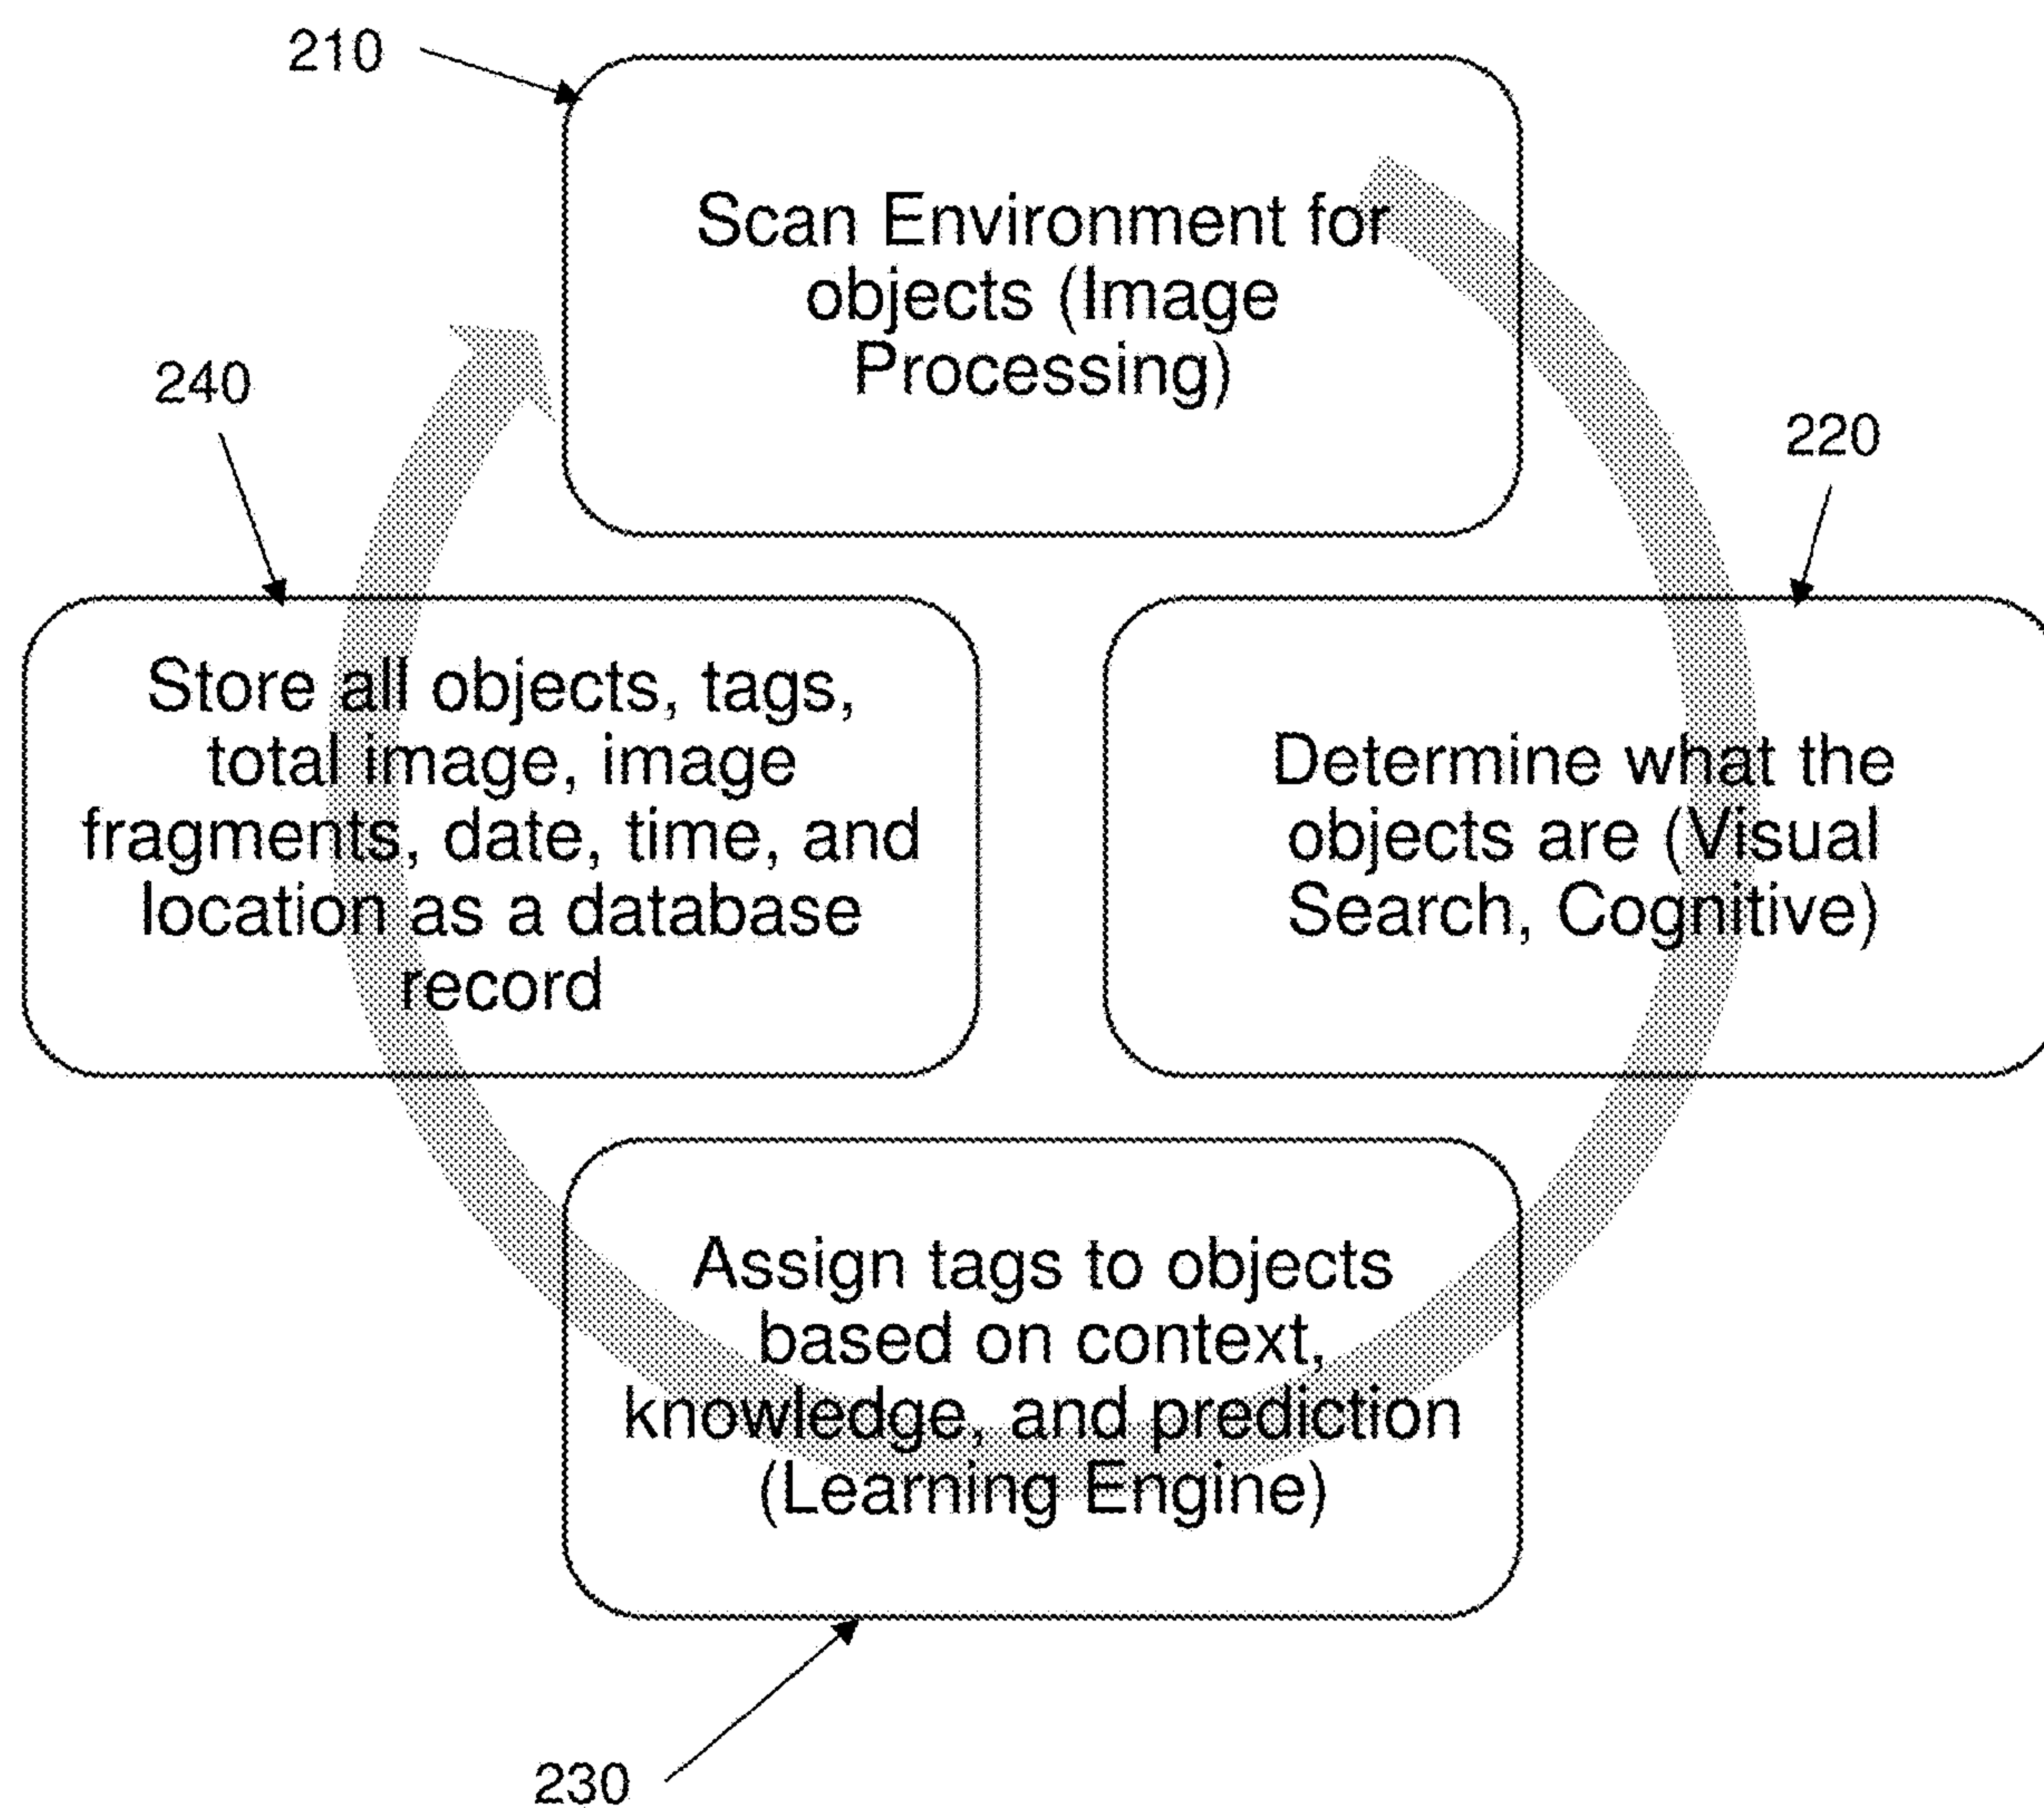 210
Scan Environment for
objects (Image
Processing)
240
220
Store all objects, tags,
total image, image
fragments, date, time, and
location as a database
record
Determine what the
objects are (Visual
Search, Cognitive)
Assign tags to objects
based on context,
knowledge, and prediction
(Learning Engine)
230